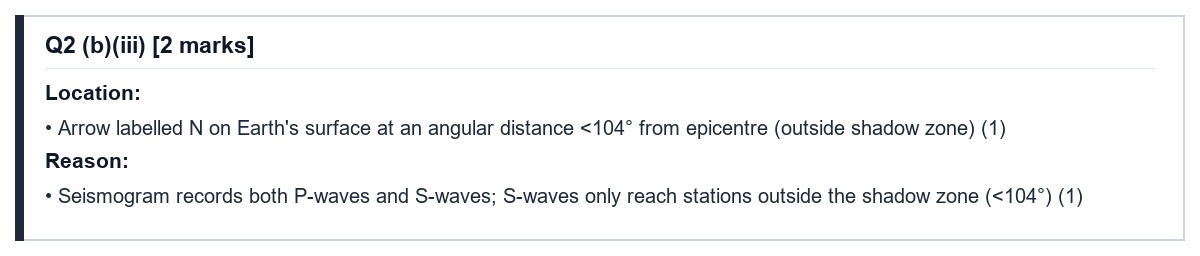 Q2 (b)(iii) [2 marks]
Location:
• Arrow labelled N on Earth's surface at an angular distance <104° from epicentre (outside shadow zone) (1)
Reason:
• Seismogram records both P-waves and S-waves; S-waves only reach stations outside the shadow zone (<104°) (1)